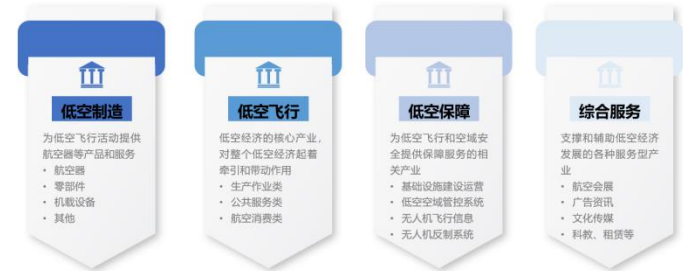 低空制造
为低空飞行活动提供
航空器等产品和服务
• 航空器
• 零部件
• 机载设备
• 其他
低空飞行
低空经济的核心产业，
对整个低空经济起着
牵引和带动作用
• 生产作业类
• 公共服务类
• 航空消费类
低空保障
为低空飞行和空域安
全提供保障服务的相
关产业
• 基础设施建设运营
• 低空空域管控系统
• 无人机飞行信息
• 无人机反制系统
综合服务
支撑和辅助低空经济
发展的各种服务型产
业
• 航空会展
• 广告资讯
• 文化传媒
• 科教、租赁等